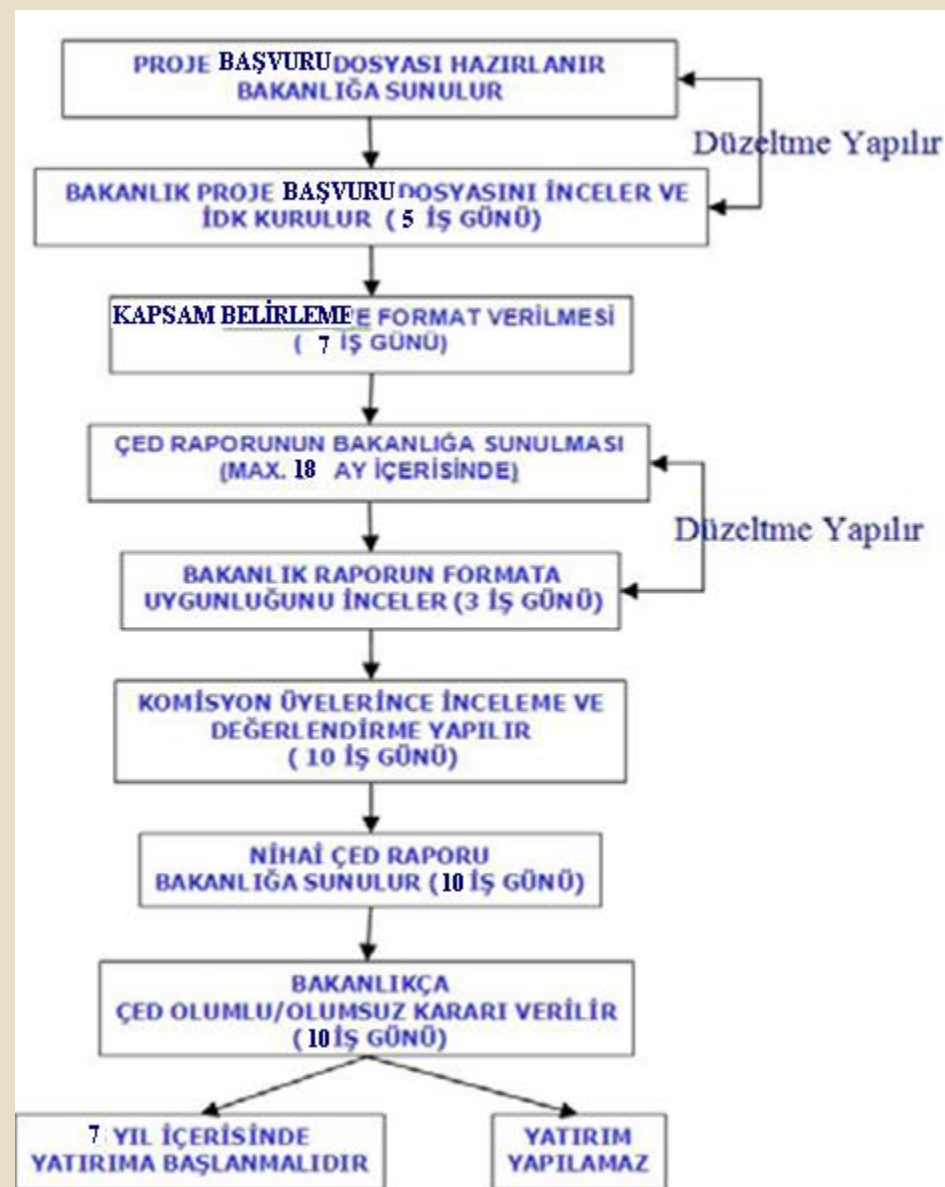 PROJE BAŞVURU DOSYASI HAZIRLANIR
BAKANLIĞA SUNULUR
Düzeltme Yapılır
BAKANLIK PROJE BAŞVURU DOSYASINI İNCELER VE
İDK KURULUR ( 5 İŞ GÜNÜ)
KAPSAM BELİRLEME VE FORMAT VERİLMESİ
( 7 İŞ GÜNÜ)
ÇED RAPORUNUN BAKANLIĞA SUNULMASI
(MAX. 18 AY İÇERİSİNDE)
Düzeltme Yapılır
BAKANLIK RAPORUN FORMATA
UYGUNLUĞUNU İNCELER (3 İŞ GÜNÜ)
KOMİSYON ÜYELERİNCE İNCELEME VE
DEĞERLENDİRME YAPILIR
( 10 İŞ GÜNÜ)
NİHAİ ÇED RAPORU
BAKANLIĞA SUNULUR (10 İŞ GÜNÜ)
BAKANLIKÇA
ÇED OLUMLU/OLUMSUZ KARARI VERİLİR
( 10 İŞ GÜNÜ)
7 YIL İÇERİSİNDE
YATIRIMA BAŞLANMALIDIR
YATIRIM
YAPILAMAZ